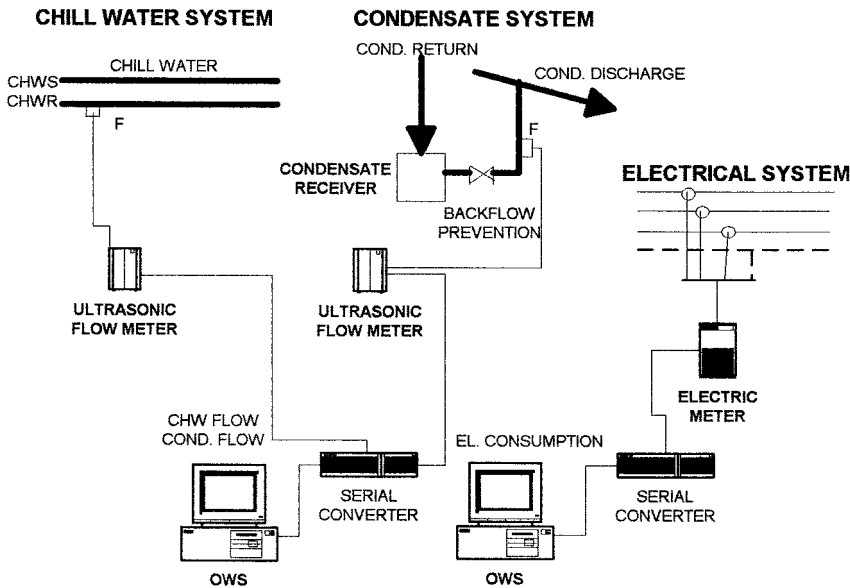 CHILL WATER SYSTEM
CONDENSATE SYSTEM
COND. RETURN
CHILL WATER
COND. DISCHARGE
CHWS
CHWR
F
F
CONDENSATE
RECEIVER
ELECTRICAL SYSTEM
BACKFLOW
PREVENTION
ULTRASONIC
FLOW METER
ULTRASONIC
FLOW METER
ELECTRIC
METER
CHW FLOW
COND. FLOW
EL. CONSUMPTION
SERIAL
CONVERTER
SERIAL
CONVERTER
OWS
OWS